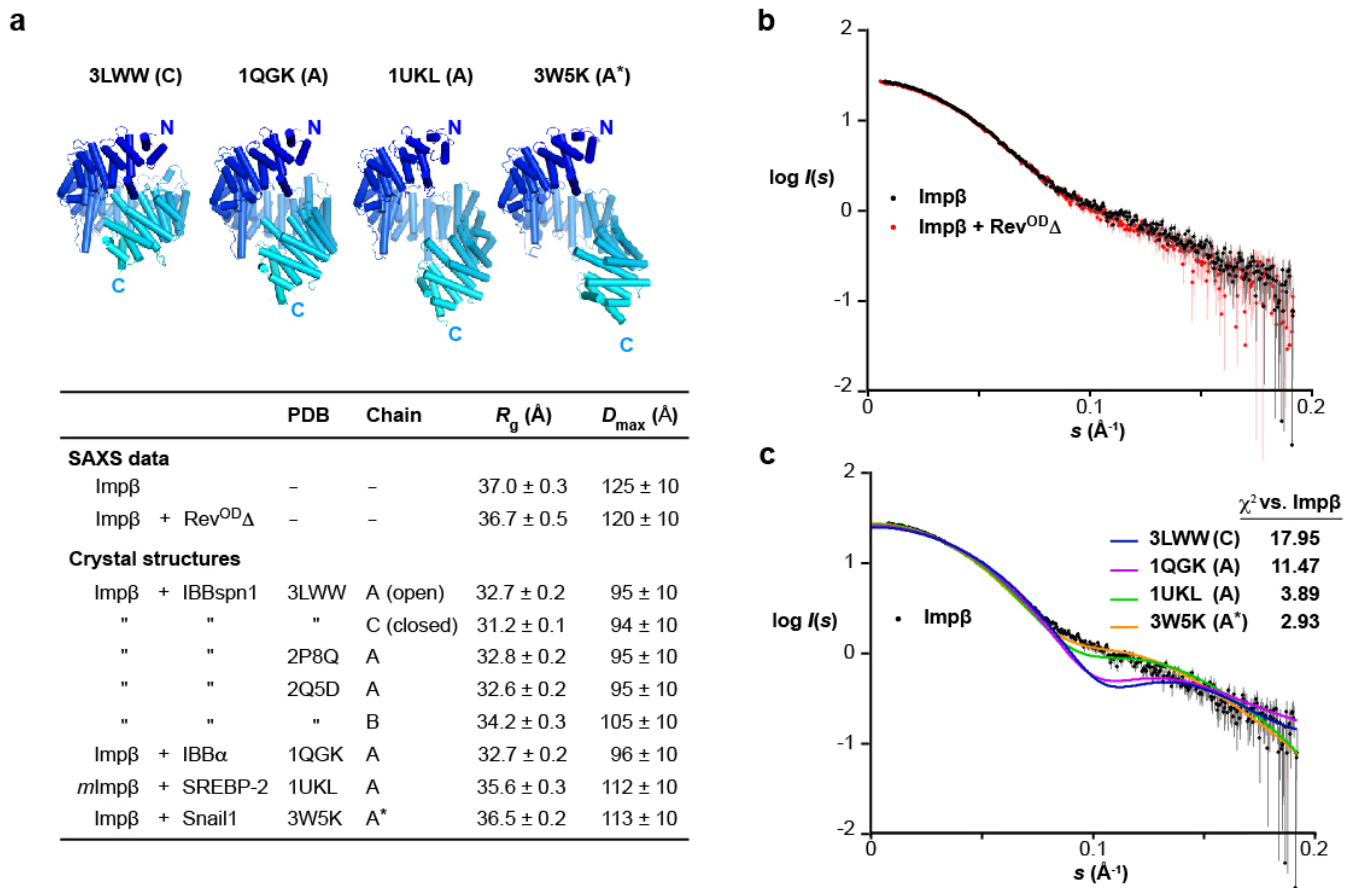 a
3LWW (C) 1QGK (A) 1UKL (A) 3W5K (A*)
N N N N
C C C C
PDB Chain Rg (Å) Dmax (Å)
SAXS data
Impβ – – 37.0 ± 0.3 125 ± 10
Impβ + RevODΔ – – 36.7 ± 0.5 120 ± 10
Crystal structures
Impβ + IBBspn1 3LWW A (open) 32.7 ± 0.2 95 ± 10
" " " C (closed) 31.2 ± 0.1 94 ± 10
" " 2P8Q A 32.8 ± 0.2 95 ± 10
" " 2Q5D A 32.6 ± 0.2 95 ± 10
" " " B 34.2 ± 0.3 105 ± 10
Impβ + IBBα 1QGK A 32.7 ± 0.2 96 ± 10
mImpβ + SREBP-2 1UKL A 35.6 ± 0.3 112 ± 10
Impβ + Snail1 3W5K A* 36.5 ± 0.2 113 ± 10
b
2
1
log I(s)
0
-1
-2
Impβ
Impβ + RevODΔ
0 0.1 0.2
s (Å-1)
c
2
1
log I(s)
0
-1
-2
Impβ
χ2 vs. Impβ
3LWW (C) 17.95
1QGK (A) 11.47
1UKL (A) 3.89
3W5K (A*) 2.93
0 0.1 0.2
s (Å-1)